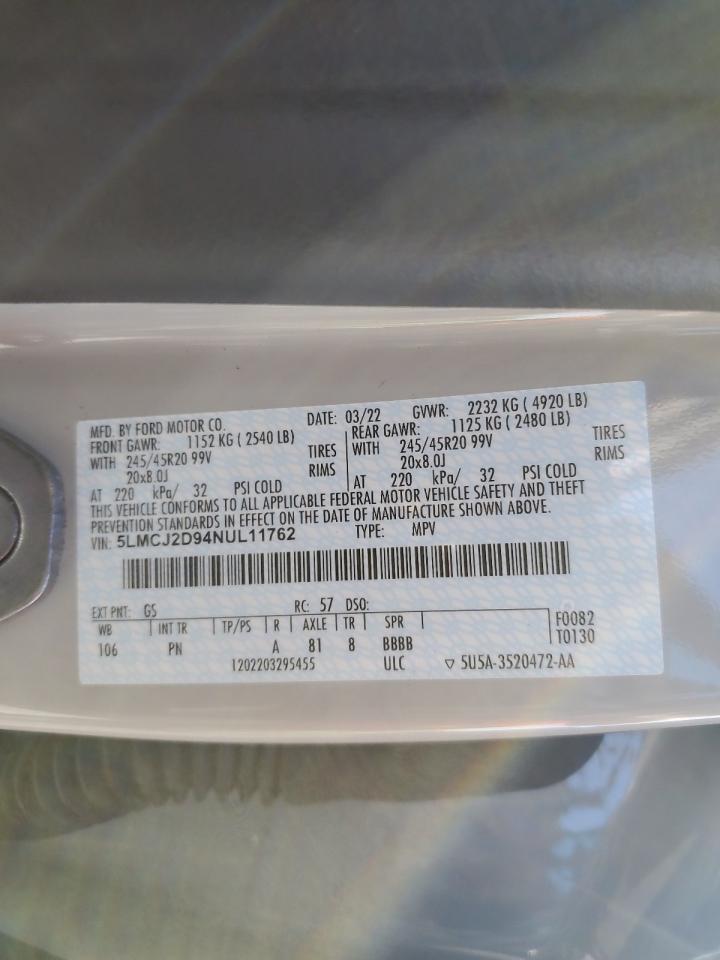 MFD. BY FORD MOTOR CO. DATE: 03/22 GVWR: 2232 KG ( 4920 LB)
FRONT GAWR: 1152 KG ( 2540 LB) REAR GAWR: 1125 KG ( 2480 LB)
WITH 245/45R20 99V TIRES WITH 245/45R20 99V TIRES
20x8.0J RIMS 20x8.0J RIMS
AT 220 kPa/ 32 PSI COLD AT 220 kPa/ 32 PSI COLD
THIS VEHICLE CONFORMS TO ALL APPLICABLE FEDERAL MOTOR VEHICLE SAFETY AND THEFT
PREVENTION STANDARDS IN EFFECT ON THE DATE OF MANUFACTURE SHOWN ABOVE.
VIN: 5LMCJ2D94NUL11762 TYPE: MPV
EXT PNT: GS RC: 57 DSO:
WB INT TR TP/PS R AXLE TR SPR F0082
106 PN A 81 8 BBBB T0130
1202203295455 ULC ▽ 5U5A-3520472-AA